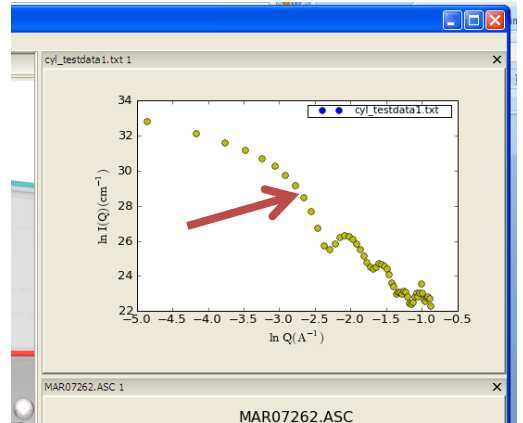 cyl_testdata1.txt 1
34
cyl_testdata1.txt
32
30
28
26
24
22
ln I(Q)(cm⁻¹)
−5.0 −4.5 −4.0 −3.5 −3.0 −2.5 −2.0 −1.5 −1.0 −0.5
ln Q(A⁻¹)
MAR07262.ASC 1
MAR07262.ASC